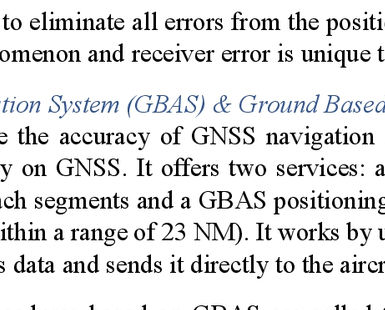 to eliminate all errors from the positi
omenon and receiver error is unique t
tion System (GBAS) & Ground Based
e the accuracy of GNSS navigation
y on GNSS. It offers two services: a
ach segments and a GBAS positioning
ithin a range of 23 NM). It works by u
s data and sends it directly to the aircr